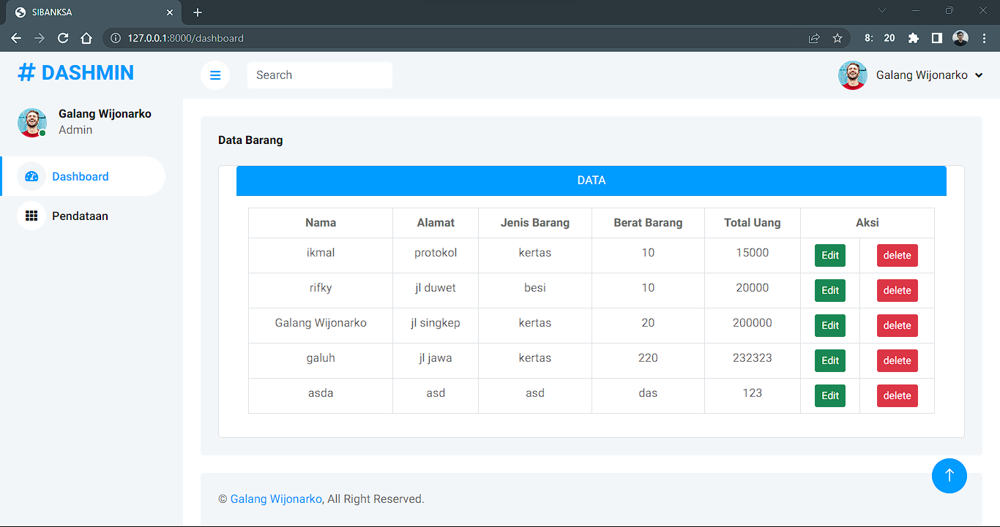 SIBANKSA
127.0.0.1:8000/dashboard
8: 20
# DASHMIN
Search
Galang Wijonarko
Galang Wijonarko
Admin
Dashboard
Pendataan
Data Barang
DATA
Nama Alamat Jenis Barang Berat Barang Total Uang Aksi
ikmal protokol kertas 10 15000 Edit delete
rifky jl duwet besi 10 20000 Edit delete
Galang Wijonarko jl singkep kertas 20 200000 Edit delete
galuh jl jawa kertas 220 232323 Edit delete
asda asd asd das 123 Edit delete
© Galang Wijonarko, All Right Reserved.